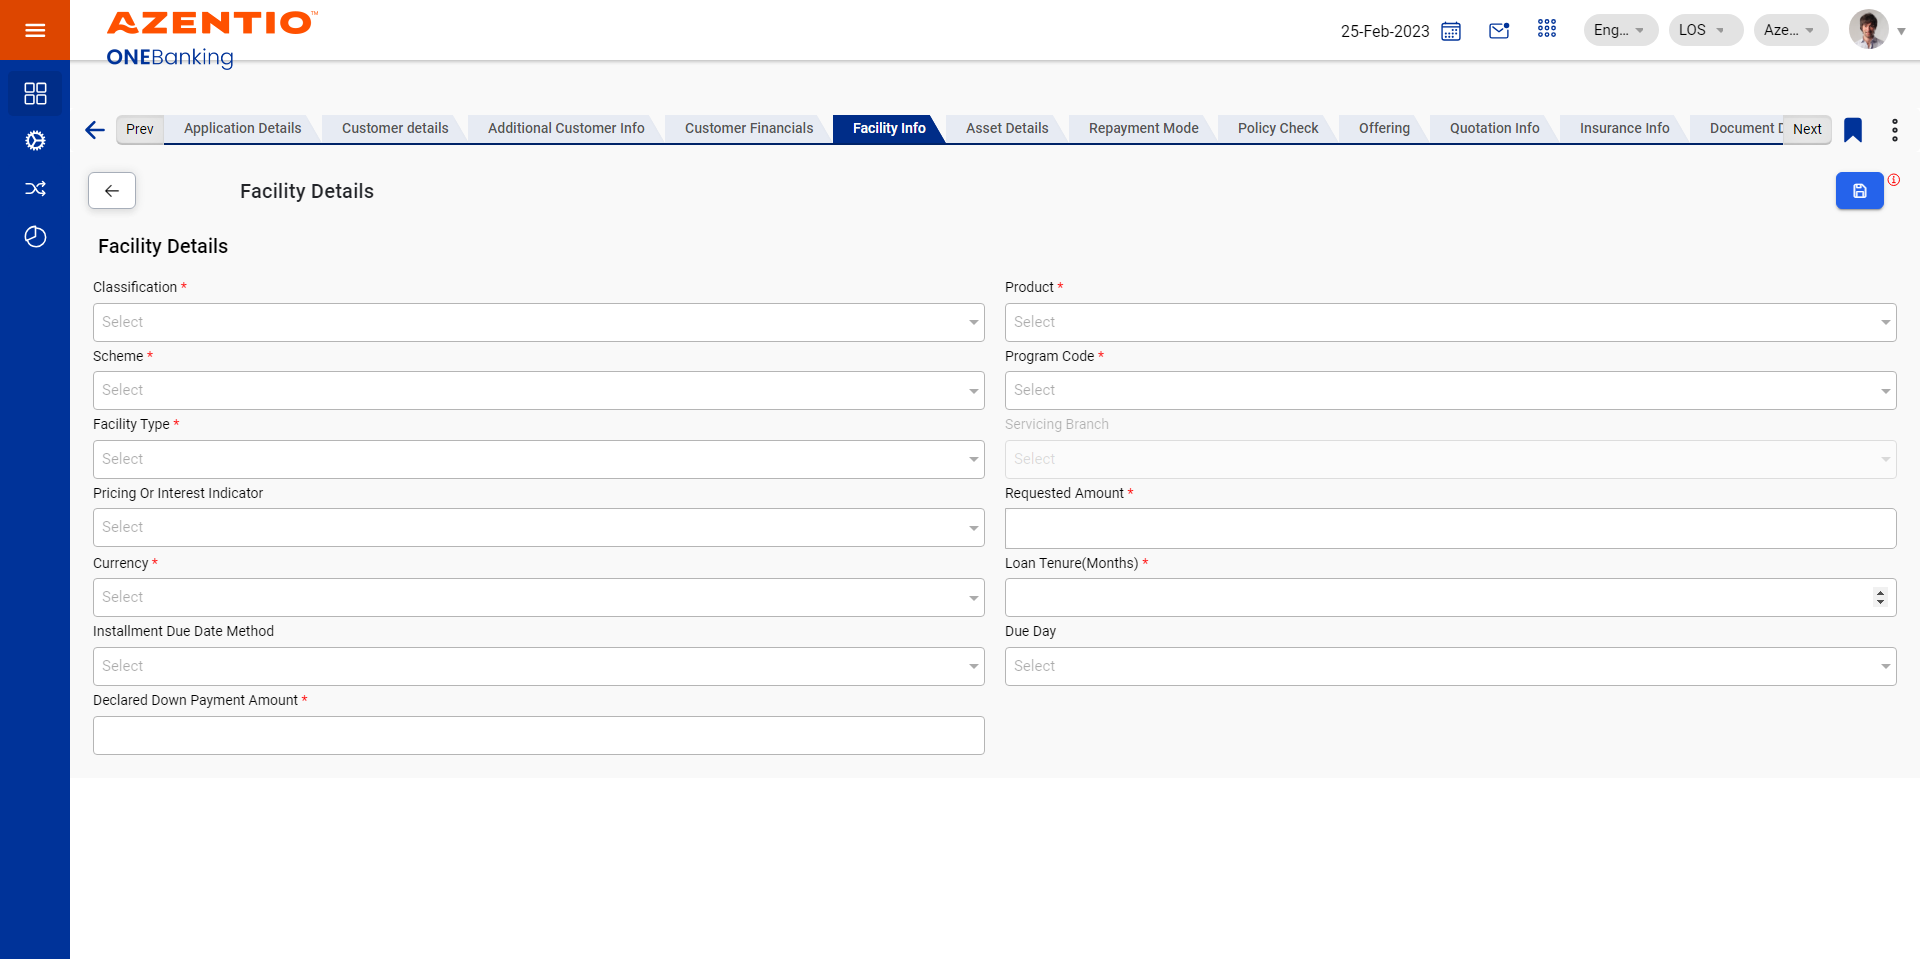 AZENTIO™
ONEBanking
25-Feb-2023
Eng...
LOS
Aze...
Prev
Application Details
Customer details
Additional Customer Info
Customer Financials
Facility Info
Asset Details
Repayment Mode
Policy Check
Offering
Quotation Info
Insurance Info
Document D
Next
Facility Details
Facility Details
Classification *
Select
Product *
Select
Scheme *
Select
Program Code *
Select
Facility Type *
Select
Servicing Branch
Select
Pricing Or Interest Indicator
Select
Requested Amount *
Currency *
Select
Loan Tenure(Months) *
Installment Due Date Method
Select
Due Day
Select
Declared Down Payment Amount *